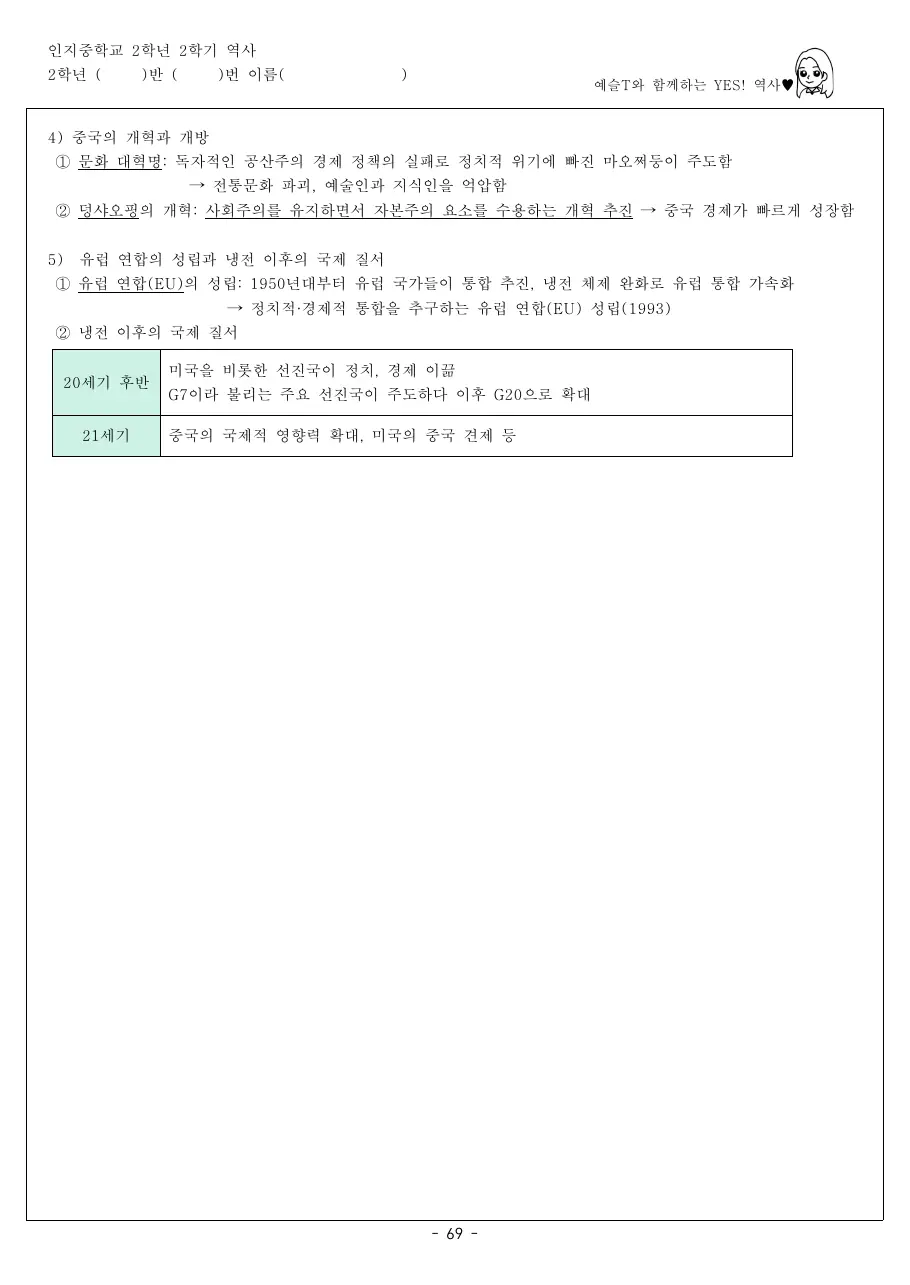 인지중학교 2학년 2학기 역사
2학년 (     )반 (     )번 이름(               )
예슬T와 함께하는 YES! 역사♥
4) 중국의 개혁과 개방
① 문화 대혁명: 독자적인 공산주의 경제 정책의 실패로 정치적 위기에 빠진 마오쩌둥이 주도함
→ 전통문화 파괴, 예술인과 지식인을 억압함
② 덩샤오핑의 개혁: 사회주의를 유지하면서 자본주의 요소를 수용하는 개혁 추진 → 중국 경제가 빠르게 성장함
5) 유럽 연합의 성립과 냉전 이후의 국제 질서
① 유럽 연합(EU)의 성립: 1950년대부터 유럽 국가들이 통합 추진, 냉전 체제 완화로 유럽 통합 가속화
→ 정치적·경제적 통합을 추구하는 유럽 연합(EU) 성립(1993)
② 냉전 이후의 국제 질서
20세기 후반
미국을 비롯한 선진국이 정치, 경제 이끎
G7이라 불리는 주요 선진국이 주도하다 이후 G20으로 확대
21세기
중국의 국제적 영향력 확대, 미국의 중국 견제 등
- 69 -